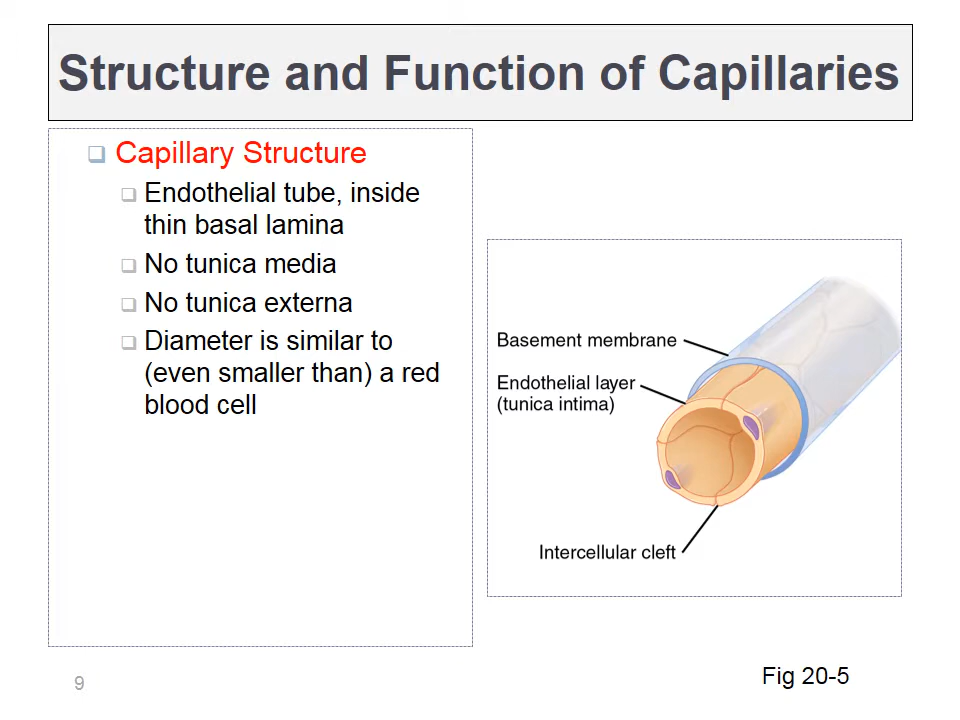 Structure and Function of Capillaries
Capillary Structure
Endothelial tube, inside
thin basal lamina
No tunica media
No tunica externa
Diameter is similar to
(even smaller than) a red
blood cell
Basement membrane
Endothelial layer
(tunica intima)
Intercellular cleft
Fig 20-5
9